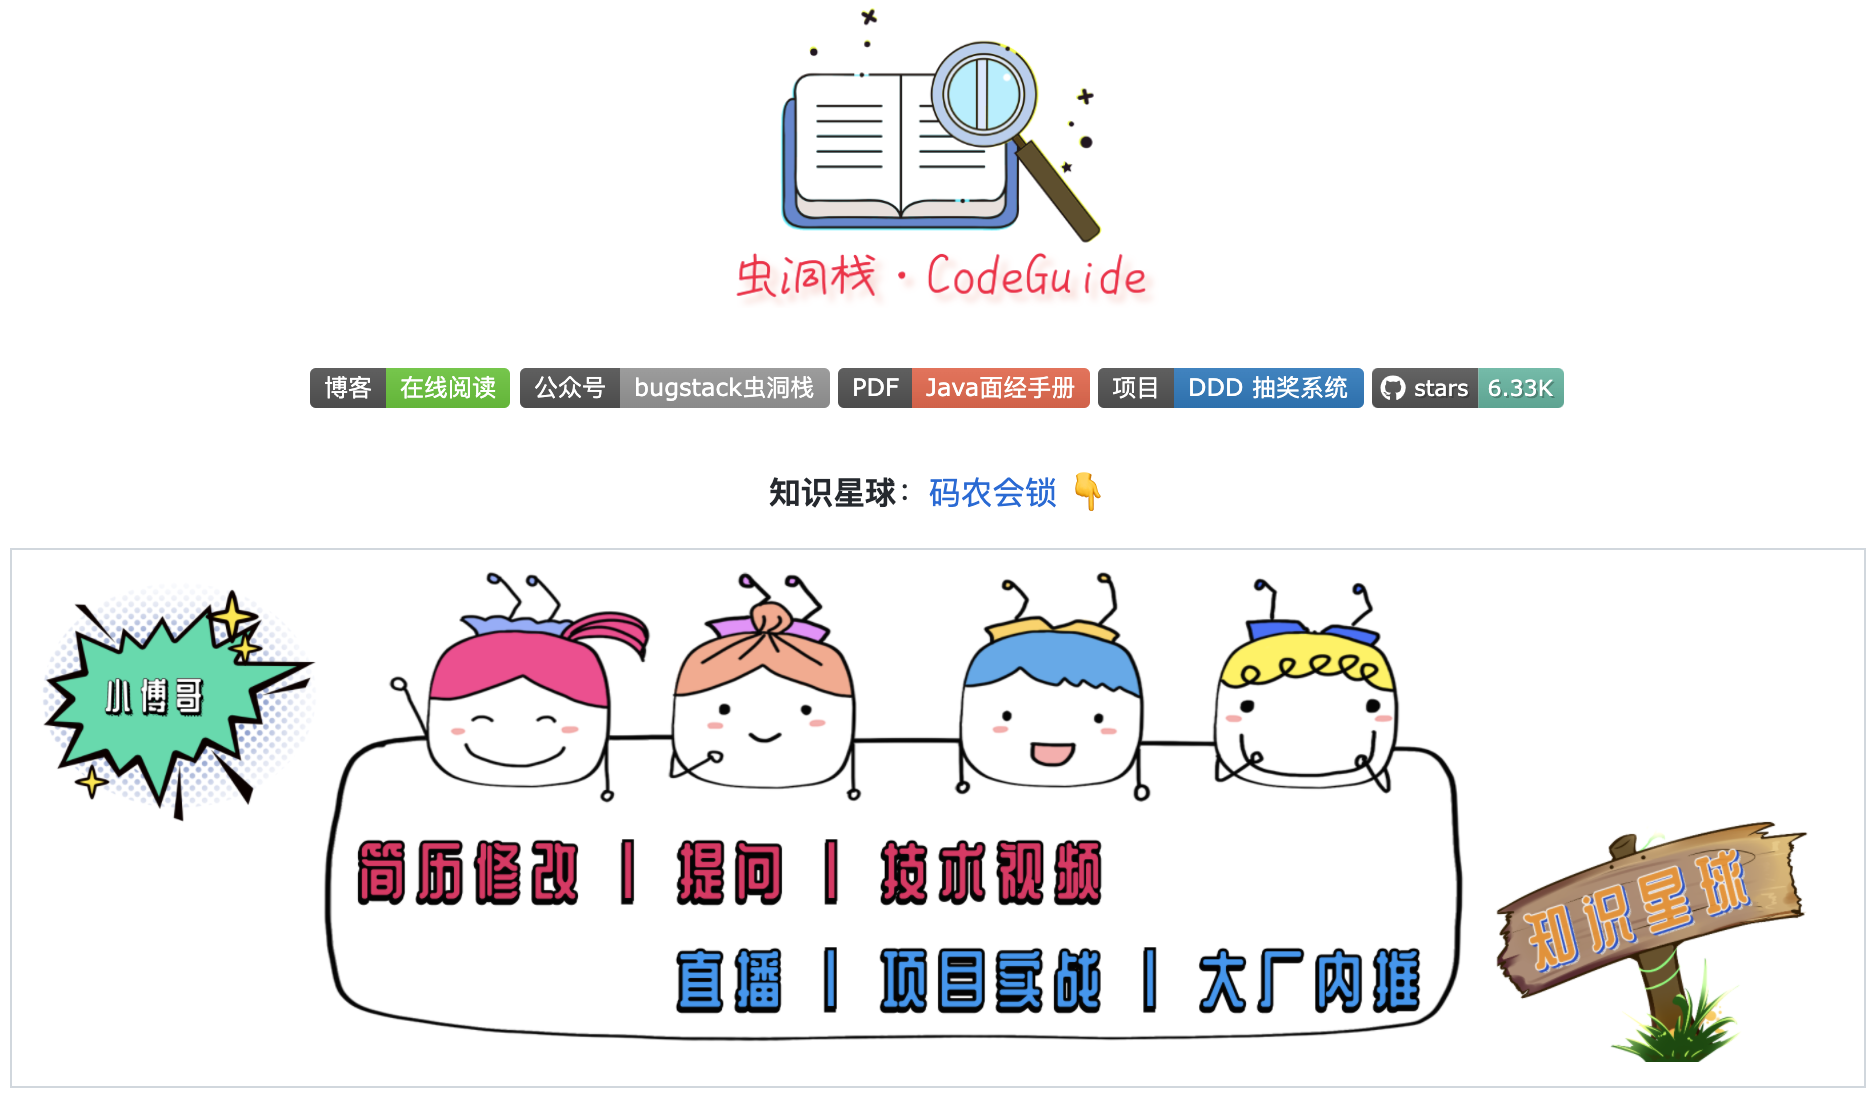 虫洞栈·CodeGuide
博客 在线阅读 公众号 bugstack虫洞栈 PDF Java面经手册 项目 DDD 抽奖系统 stars 6.33K
知识星球：码农会锁 👇
小傅哥
简历修改 | 提问 | 技术视频
直播 | 项目实战 | 大厂内推
知识星球